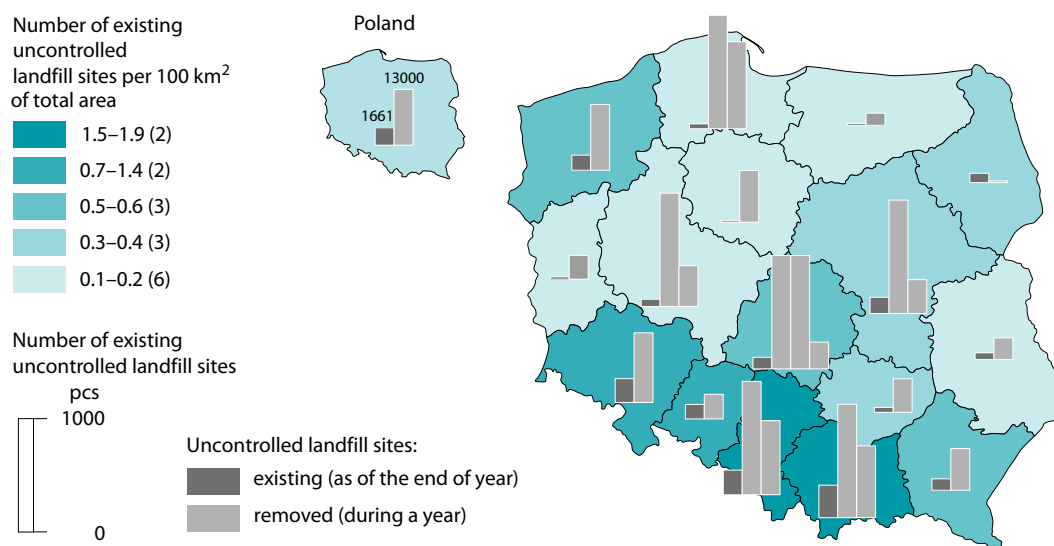 Number of existing
uncontrolled
landfill sites per 100 km²
of total area
1.5–1.9 (2)
0.7–1.4 (2)
0.5–0.6 (3)
0.3–0.4 (3)
0.1–0.2 (6)
Poland
13000
1661
Number of existing
uncontrolled landfill sites
pcs
1000
0
Uncontrolled landfill sites:
existing (as of the end of year)
removed (during a year)